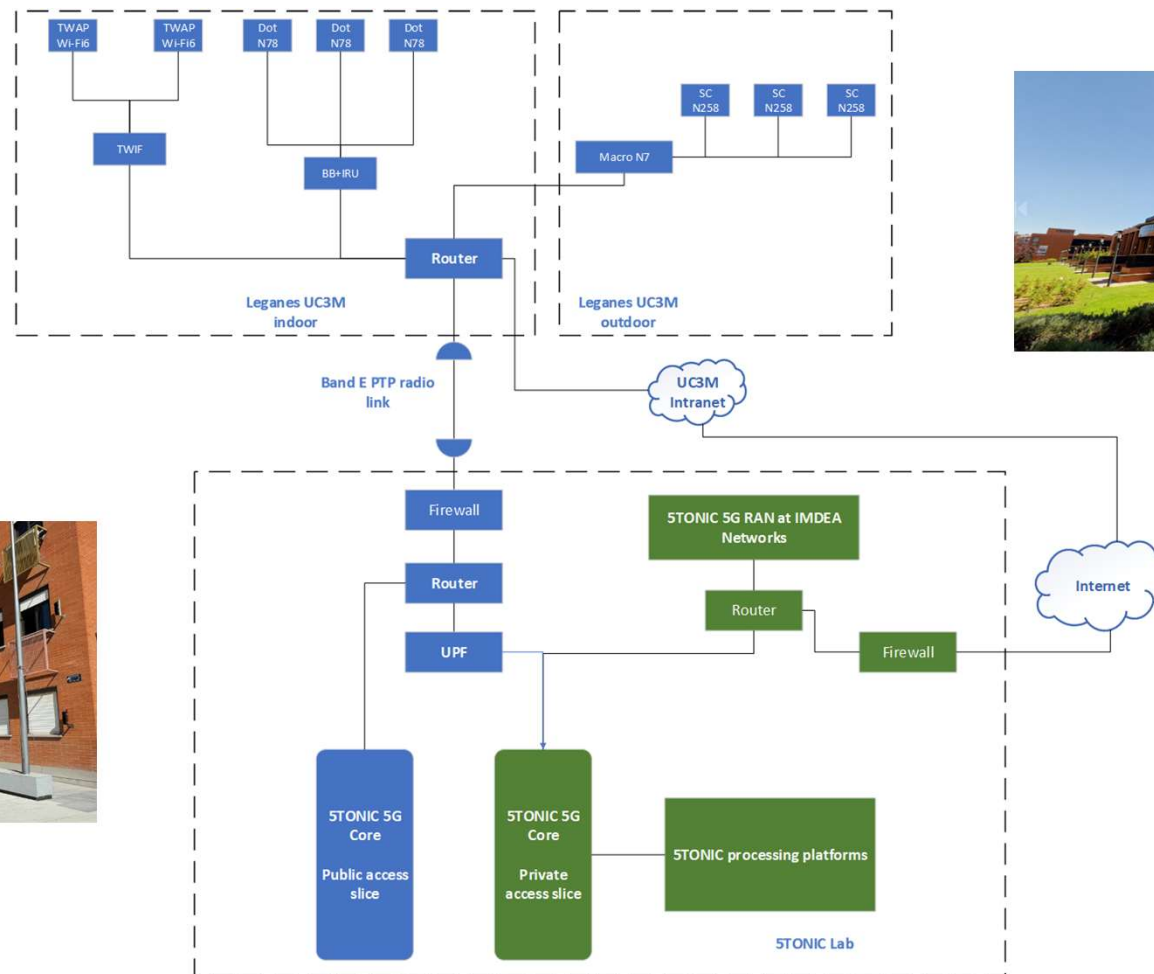 TWAP
Wi-Fi6
TWAP
Wi-Fi6
Dot
N78
Dot
N78
Dot
N78
SC
N258
SC
N258
SC
N258
TWIF
Macro N7
BB+IRU
Router
Leganes UC3M
indoor
Leganes UC3M
outdoor
Band E PTP radio
link
UC3M
Intranet
Firewall
5TONIC 5G RAN at IMDEA
Networks
Router
Router
Internet
UPF
Firewall
5TONIC 5G
Core
Public access
slice
5TONIC 5G
Core
Private
access slice
5TONIC processing platforms
5TONIC Lab